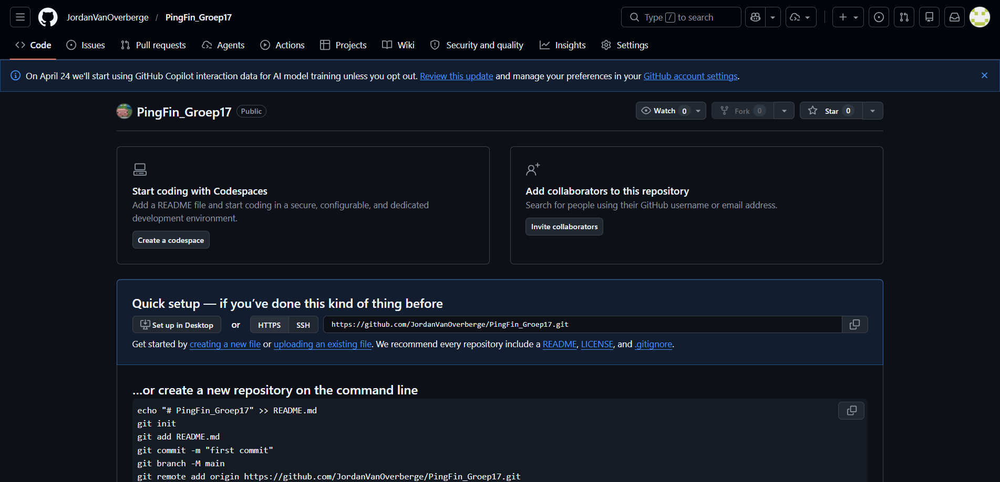 JordanVanOverberge / PingFin_Groep17
Type / to search
Code
Issues
Pull requests
Agents
Actions
Projects
Wiki
Security and quality
Insights
Settings
On April 24 we'll start using GitHub Copilot interaction data for AI model training unless you opt out. Review this update and manage your preferences in your GitHub account settings.
PingFin_Groep17 Public
Watch 0
Fork 0
Star 0
Start coding with Codespaces
Add a README file and start coding in a secure, configurable, and dedicated
development environment.
Create a codespace
Add collaborators to this repository
Search for people using their GitHub username or email address.
Invite collaborators
Quick setup — if you’ve done this kind of thing before
Set up in Desktop or HTTPS SSH https://github.com/JordanVanOverberge/PingFin_Groep17.git
Get started by creating a new file or uploading an existing file. We recommend every repository include a README, LICENSE, and .gitignore.
…or create a new repository on the command line
echo "# PingFin_Groep17" >> README.md
git init
git add README.md
git commit -m "first commit"
git branch -M main
git remote add origin https://github.com/JordanVanOverberge/PingFin_Groep17.git